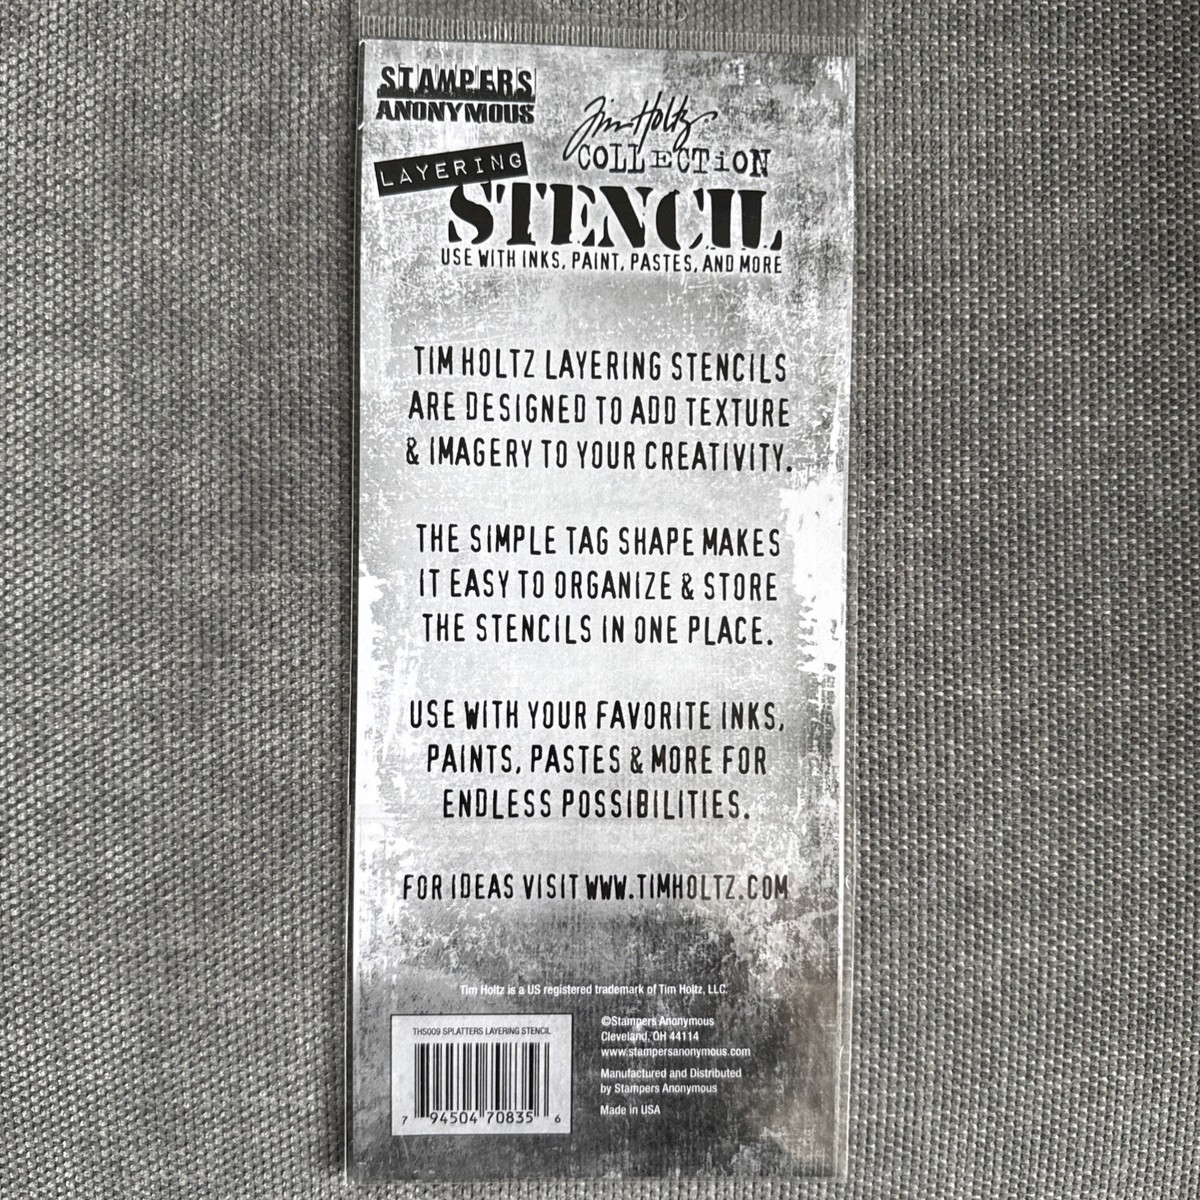 STAMPERS
ANONYMOUS
Tim Holtz
COLLECTiON
LAYERING
STENCIL
USE WITH INKS, PAINT, PASTES, AND MORE
TIM HOLTZ LAYERING STENCILS
ARE DESIGNED TO ADD TEXTURE
& IMAGERY TO YOUR CREATIVITY.
THE SIMPLE TAG SHAPE MAKES
IT EASY TO ORGANIZE & STORE
THE STENCILS IN ONE PLACE.
USE WITH YOUR FAVORITE INKS,
PAINTS, PASTES & MORE FOR
ENDLESS POSSIBILITIES.
FOR IDEAS VISIT WWW.TIMHOLTZ.COM
Tim Holtz is a US registered trademark of Tim Holtz, LLC.
THS009 SPLATTERS LAYERING STENCIL
7 94504 70835 6
©Stampers Anonymous
Cleveland, OH 44114
www.stampersanonymous.com
Manufactured and Distributed
by Stampers Anonymous
Made in USA